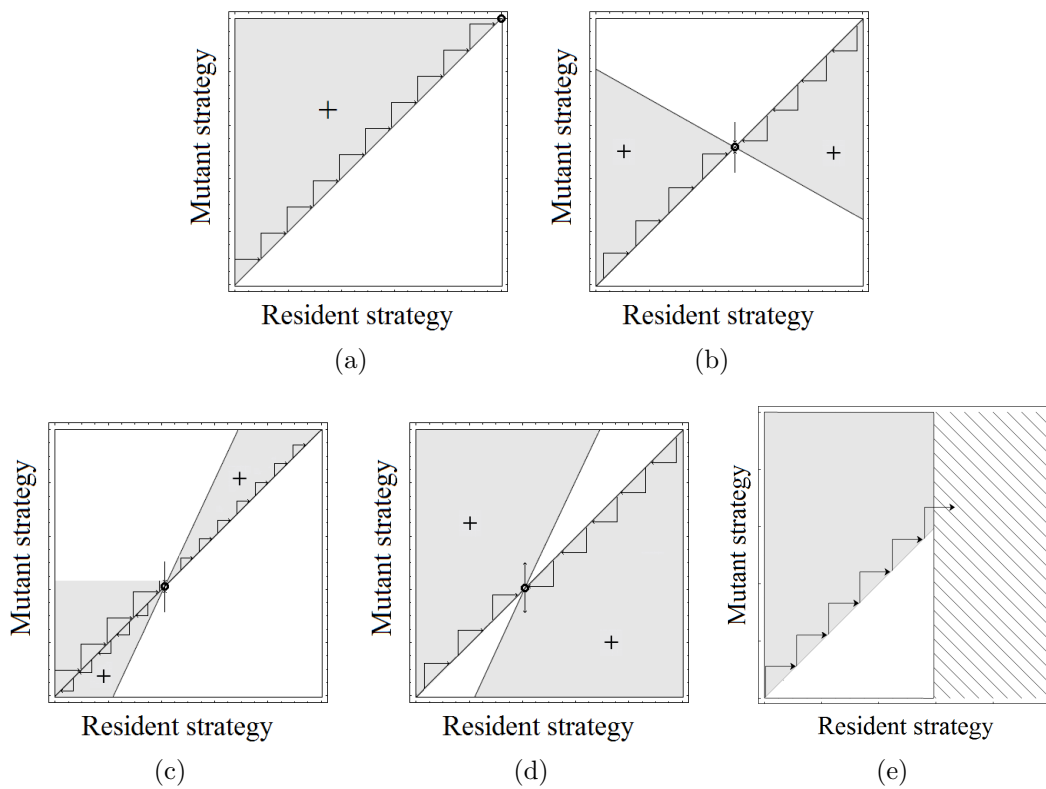 Mutant strategy
+
Resident strategy
(a)
Mutant strategy
+
+
Resident strategy
(b)
Mutant strategy
+
+
Resident strategy
(c)
Mutant strategy
+
+
Resident strategy
(d)
Mutant strategy
Resident strategy
(e)